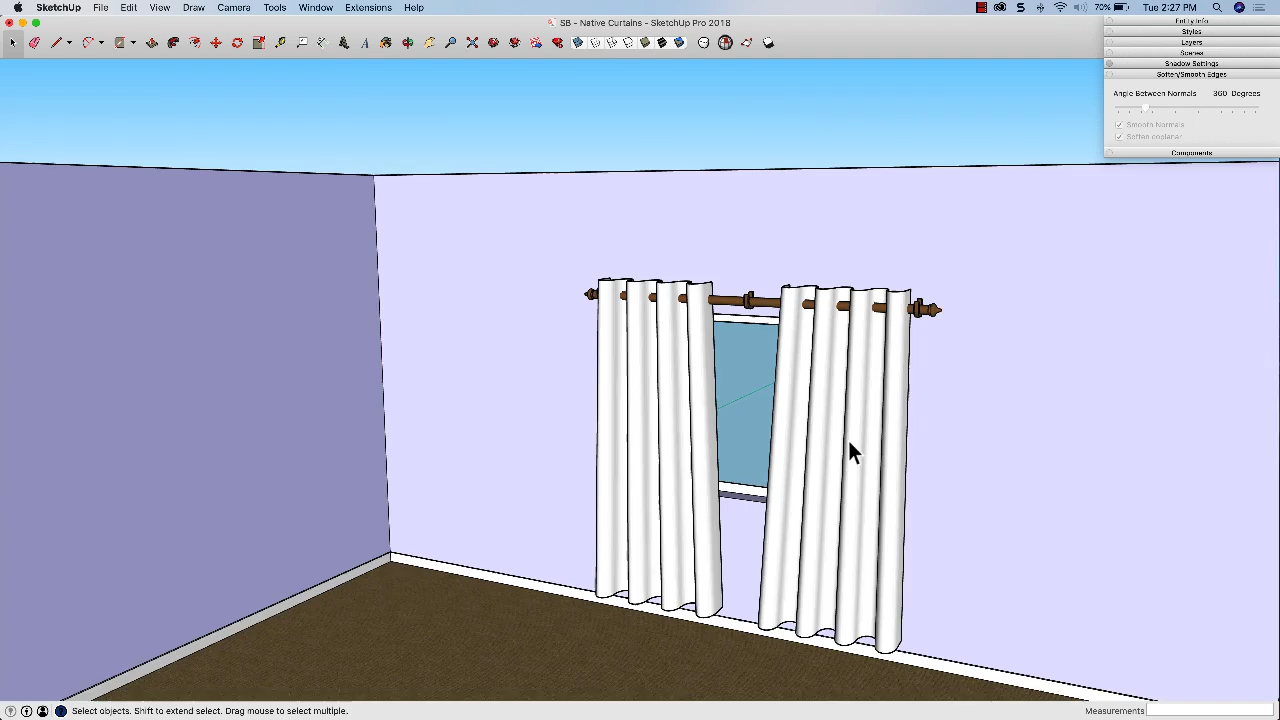 SketchUp File Edit View Draw Camera Tools Window Extensions Help 70% Tue 2:27 PM
SB - Native Curtains - SketchUp Pro 2018
Entity Info
Styles
Layers
Scenes
Shadow Settings
Soften/Smooth Edges
Angle Between Normals 360 Degrees
Smooth Normals
Soften coplanar
Components
Select objects. Shift to extend select. Drag mouse to select multiple.
Measurements